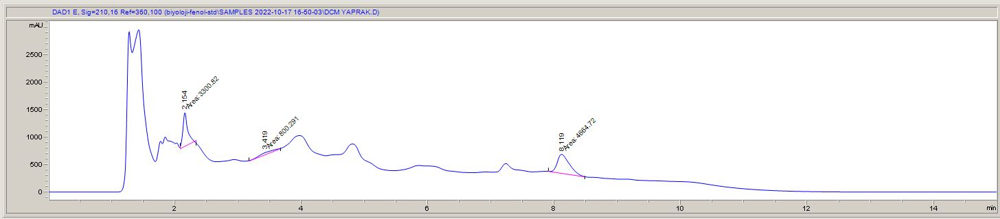 DAD1 E, Sig=210,16 Ref=360,100 (biyoloji-fenol-std\SAMPLES 2022-10-17 16-50-03\DCM YAPRAK.D)
mAU
2500
2000
1500
1000
500
0
2.154
Area: 3300.82
3.419
Area: 800.291
8.119
Area: 4664.72
2
4
6
8
10
12
14
min